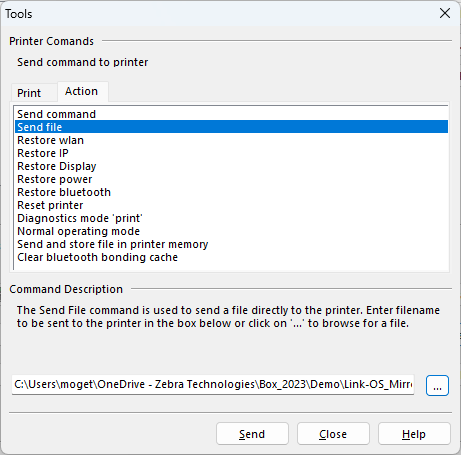 Tools
Printer Comands
Send command to printer
Print Action
Send command
Send file
Restore wlan
Restore IP
Restore Display
Restore power
Restore bluetooth
Reset printer
Diagnostics mode 'print'
Normal operating mode
Send and store file in printer memory
Clear bluetooth bonding cache
Command Description
The Send File command is used to send a file directly to the printer. Enter filename
to be sent to the printer in the box below or click on '...' to browse for a file.
C:\Users\moget\OneDrive - Zebra Technologies\Box_2023\Demo\Link-OS_Mirr ...
Send Close Help